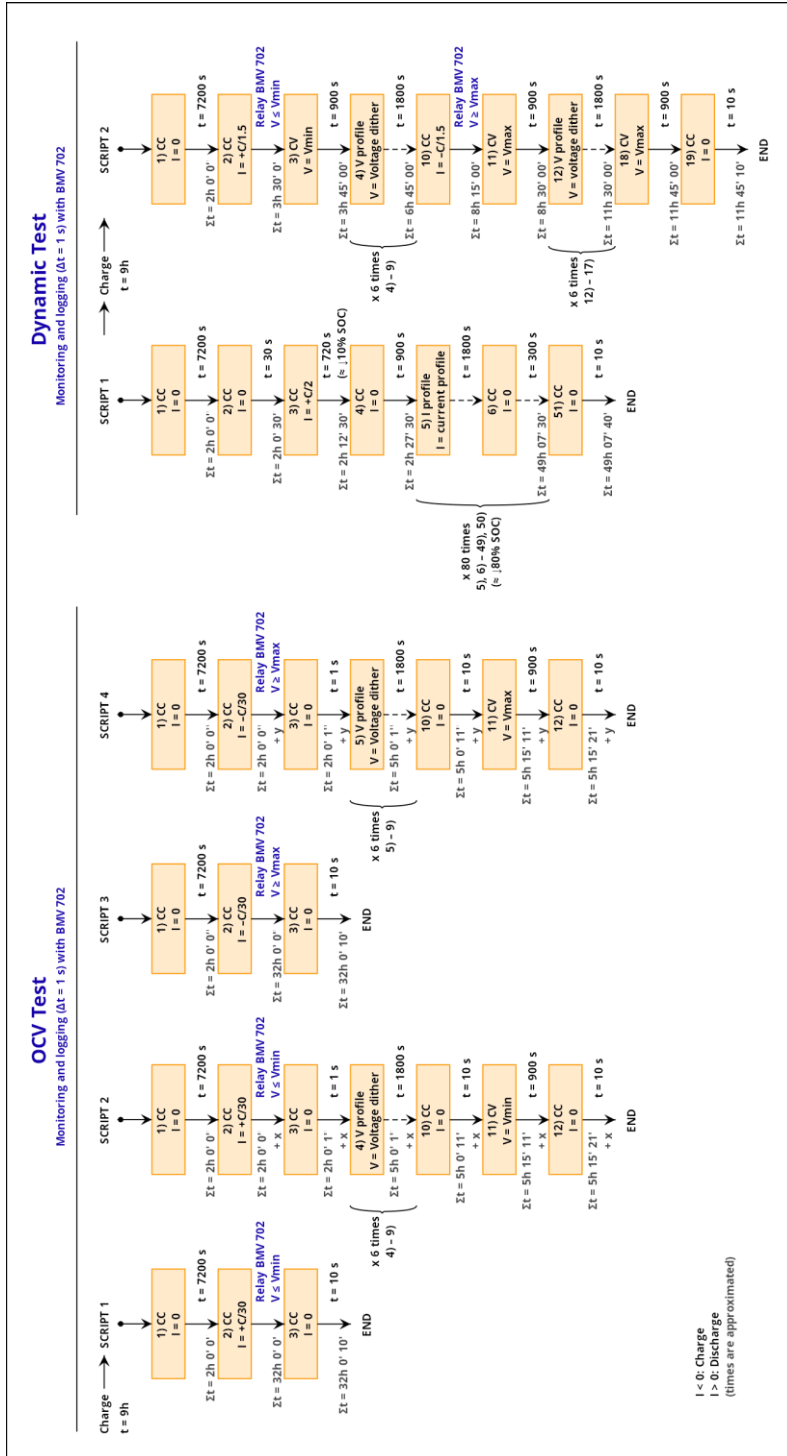 OCV Test
Monitoring and logging (Δt = 1 s) with BMV 702
Charge
t = 9h
SCRIPT 1
1) CC
I = 0
t = 7200 s
Σt = 2h 0' 0'
2) CC
I = +C/30
Relay BMV 702
V ≤ Vmin
Σt = 32h 0' 0'
3) CC
I = 0
t = 10 s
Σt = 32h 0' 10'
END
SCRIPT 2
1) CC
I = 0
t = 7200 s
Σt = 2h 0' 0'
2) CC
I = +C/30
Relay BMV 702
V ≤ Vmin
Σt = 2h 0' 0'
+ x
3) CC
I = 0
t = 1 s
Σt = 2h 0' 1'
+ x
4) V profile
V = Voltage dither
x 6 times
4) – 9)
t = 1800 s
Σt = 5h 0' 1'
+ x
10) CC
I = 0
t = 10 s
Σt = 5h 0' 11'
+ x
11) CV
V = Vmin
t = 900 s
Σt = 5h 15' 11'
+ x
12) CC
I = 0
t = 10 s
Σt = 5h 15' 21'
+ x
END
SCRIPT 3
1) CC
I = 0
t = 7200 s
Σt = 2h 0' 0''
2) CC
I = –C/30
Relay BMV 702
V ≥ Vmax
Σt = 32h 0' 0'
3) CC
I = 0
t = 10 s
Σt = 32h 0' 10'
END
SCRIPT 4
1) CC
I = 0
t = 7200 s
Σt = 2h 0' 0''
2) CC
I = –C/30
Relay BMV 702
V ≥ Vmax
Σt = 2h 0' 0''
+ y
3) CC
I = 0
t = 1 s
Σt = 2h 0' 1''
+ y
5) V profile
V = Voltage dither
x 6 times
5) – 9)
t = 1800 s
Σt = 5h 0' 1''
+ y
10) CC
I = 0
t = 10 s
Σt = 5h 0' 11'
+ y
11) CV
V = Vmax
t = 900 s
Σt = 5h 15' 11'
+ y
12) CC
I = 0
t = 10 s
Σt = 5h 15' 21'
+ y
END
I < 0: Charge
I > 0: Discharge
(times are approximated)
Dynamic Test
Monitoring and logging (Δt = 1 s) with BMV 702
SCRIPT 1
1) CC
I = 0
t = 7200 s
Σt = 2h 0' 0''
2) CC
I = 0
t = 30 s
Σt = 2h 0' 30'
3) CC
I = +C/2
t = 720 s
(≈ ↓10% SOC)
Σt = 2h 12' 30'
4) CC
I = 0
t = 900 s
Σt = 2h 27' 30'
5) I profile
I = current profile
t = 1800 s
x 80 times
5), 6) – 49), 50)
(≈ ↓80% SOC)
6) CC
I = 0
t = 300 s
Σt = 49h 07' 30'
51) CC
I = 0
t = 10 s
Σt = 49h 07' 40'
END
Charge
t = 9h
SCRIPT 2
1) CC
I = 0
t = 7200 s
Σt = 2h 0' 0'
2) CC
I = +C/1.5
Relay BMV 702
V ≤ Vmin
Σt = 3h 30' 0'
3) CV
V = Vmin
t = 900 s
Σt = 3h 45' 00'
4) V profile
V = Voltage dither
x 6 times
4) – 9)
t = 1800 s
Σt = 6h 45' 00'
10) CC
I = –C/1.5
Relay BMV 702
V ≥ Vmax
Σt = 8h 15' 00'
11) CV
V = Vmax
t = 900 s
Σt = 8h 30' 00'
12) V profile
V = voltage dither
x 6 times
12) – 17)
t = 1800 s
Σt = 11h 30' 00'
18) CV
V = Vmax
t = 900 s
Σt = 11h 45' 00'
19) CC
I = 0
t = 10 s
Σt = 11h 45' 10'
END